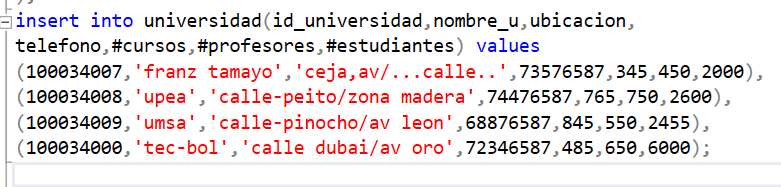 );
insert into universidad(id_universidad,nombre_u,ubicacion,
telefono,#cursos,#profesores,#estudiantes) values
(100034007,'franz tamayo','ceja,av/...calle..',73576587,345,450,2000),
(100034008,'upea','calle-peito/zona madera',74476587,765,750,2600),
(100034009,'umsa','calle-pinocho/av leon',68876587,845,550,2455),
(100034000,'tec-bol','calle dubai/av oro',72346587,485,650,6000);